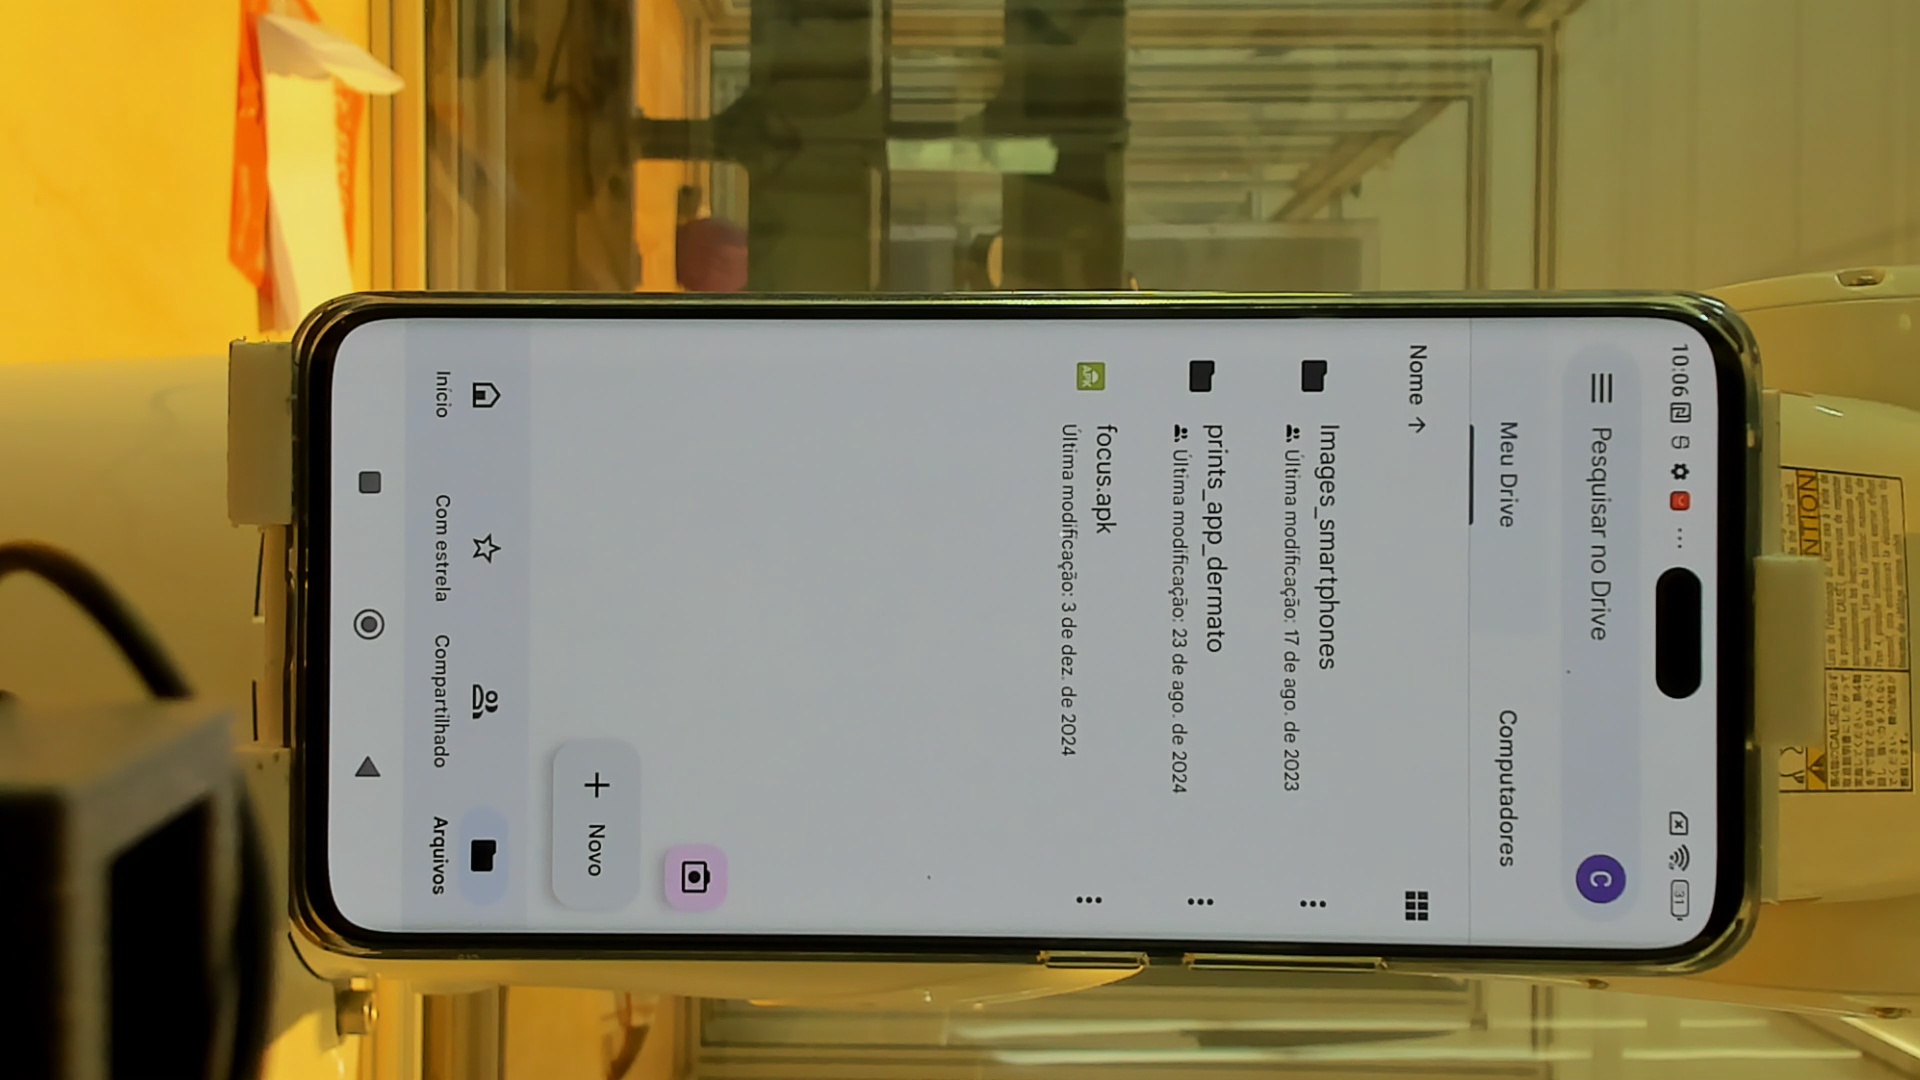 10:06
31
Pesquisar no Drive
C
Meu Drive
Computadores
Nome
Images_smartphones
Última modificação: 17 de ago. de 2023
prints_app_dermato
Última modificação: 23 de ago. de 2024
APK
focus.apk
Última modificação: 3 de dez. de 2024
Novo
Início
Com estrela
Compartilhado
Arquivos